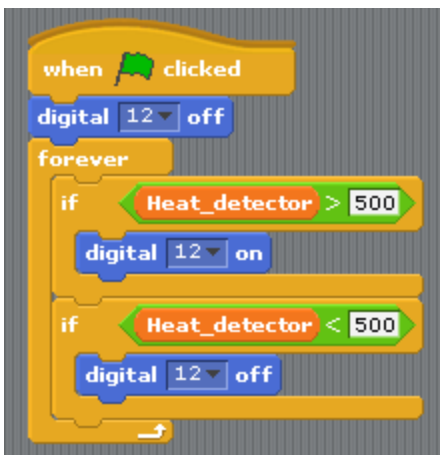 when clicked
digital 12 off
forever
if Heat_detector > 500
digital 12 on
if Heat_detector < 500
digital 12 off